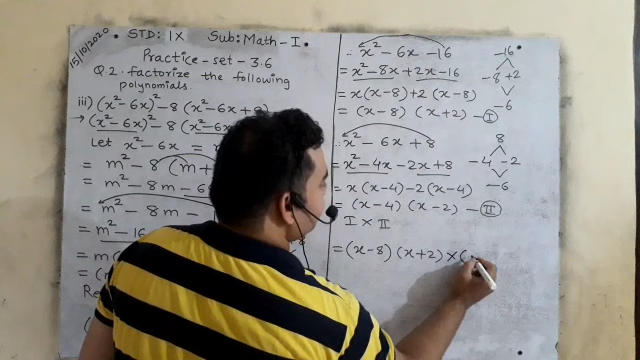 15/10/2020
• STD: IX Sub: Math - I.
Practice - set - 3.6
Q.2. factorize the following
polynomials.
iii) (x²-6x)² - 8 (x²-6x+8)
→ (x²-6x)² - 8 (x²-6x
Let x²-6x =
= m² - 8 (m+
= m² - 8m - 6
= m² - 8m -
= m² - 16
= m
= (m
Re
(
∴ x² - 6x - 16
= x² - 8x + 2x - 16
= x(x-8) + 2 (x-8)
= (x-8) (x+2) - I
∴ x² - 6x + 8
= x² - 4x - 2x + 8
= x (x-4) - 2 (x-4)
= (x-4) (x-2) - II
I × II
= (x-8) (x+2) × (
-16
-8 +2
-6
8
-4 -2
-6